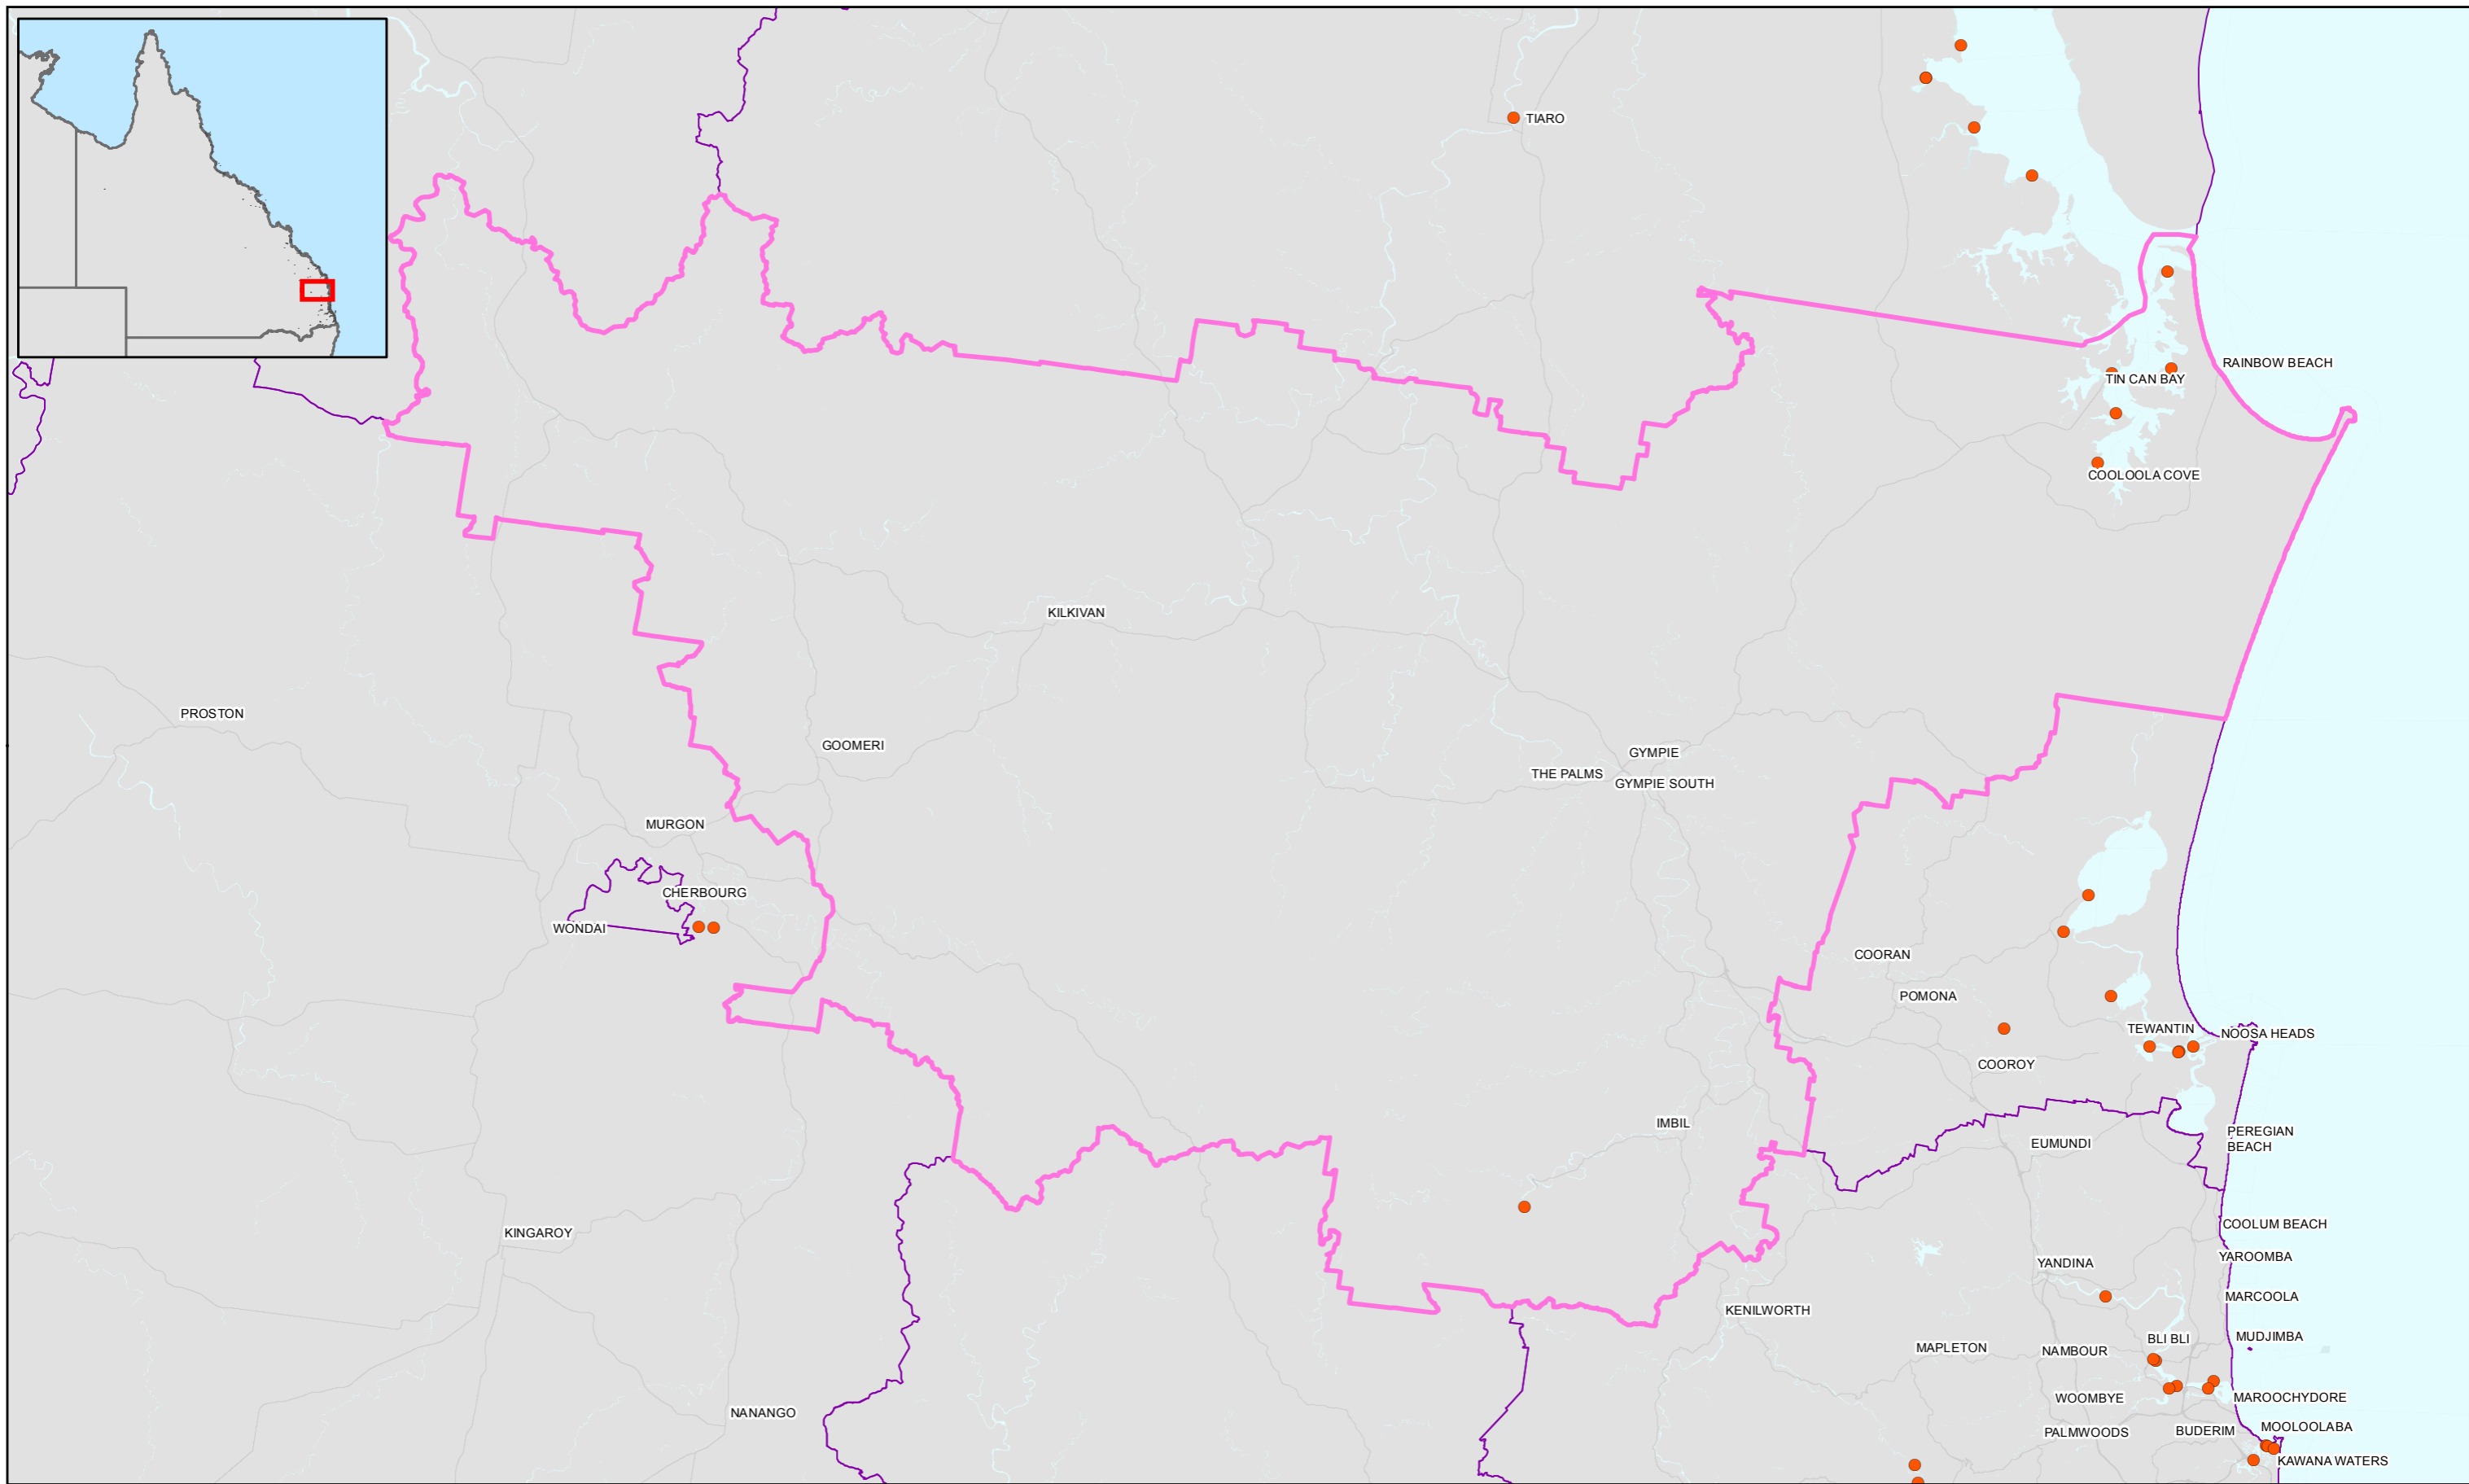 TIARO
RAINBOW BEACH
TIN CAN BAY
COOLOOLA COVE
KILKIVAN
PROSTON
GOOMERI
GYMPIE
THE PALMS
GYMPIE SOUTH
MURGON
CHERBOURG
WONDAI
COORAN
POMONA
TEWANTIN
NOOSA HEADS
COOROY
IMBIL
PEREGIAN
BEACH
EUMUNDI
COOLUM BEACH
KINGAROY
YAROOMBA
YANDINA
MARCOOLA
KENILWORTH
MUDJIMBA
BLI BLI
MAPLETON
NAMBOUR
WOOMBYE
MAROOCHYDORE
NANANGO
MOOLOOLABA
PALMWOODS
BUDERIM
KAWANA WATERS